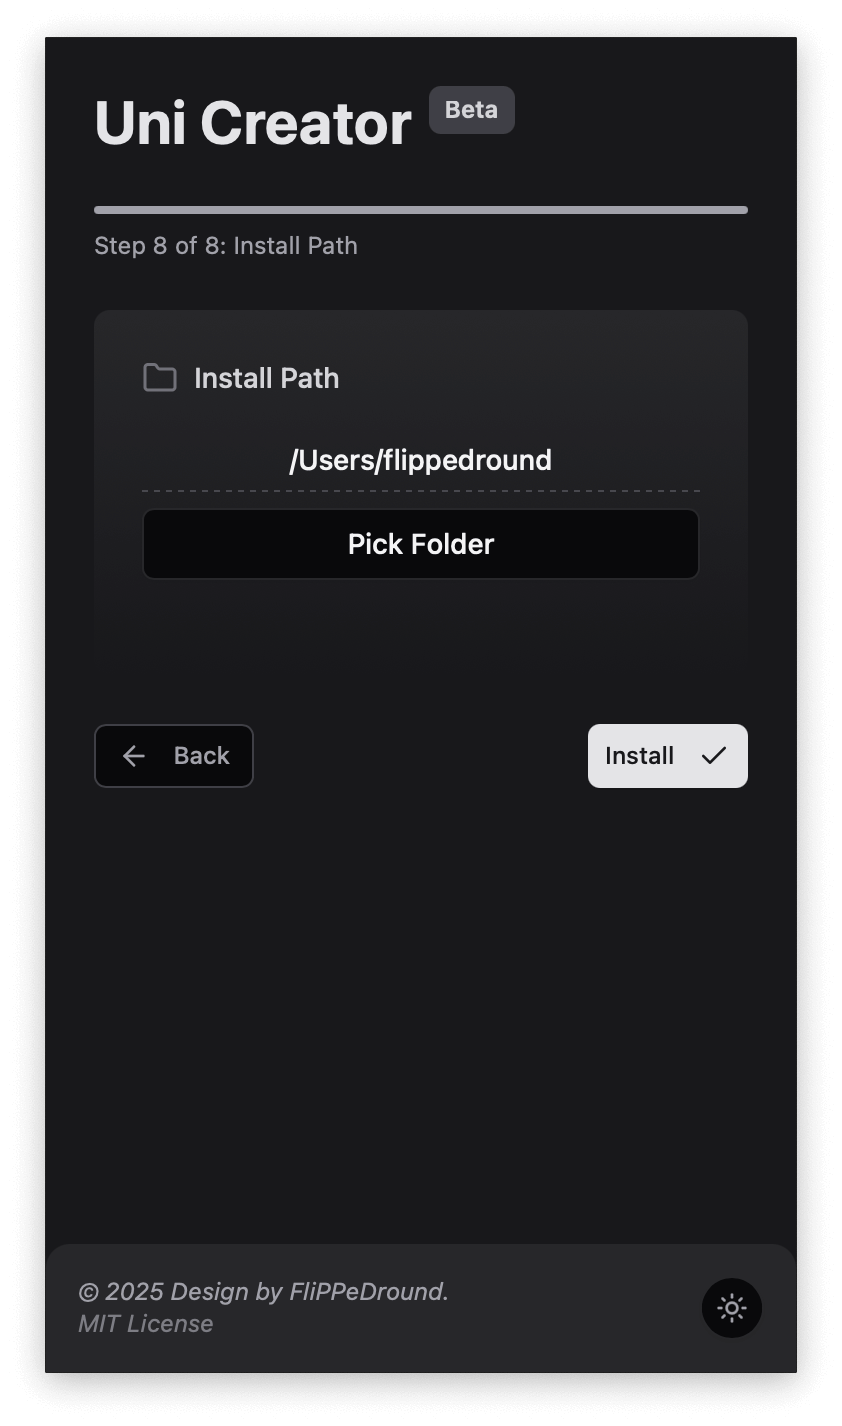 Uni Creator Beta
Step 8 of 8: Install Path
Install Path
/Users/flippedround
Pick Folder
Back
Install
© 2025 Design by FliPPeDround.
MIT License